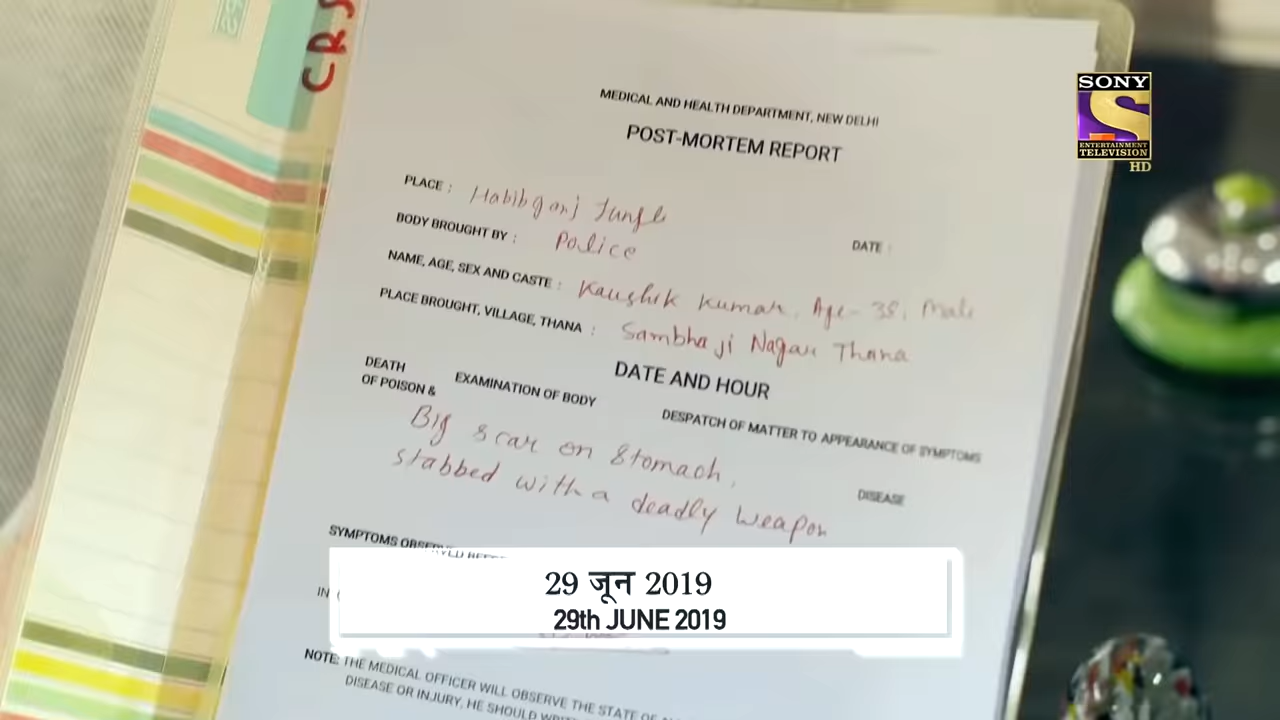 CRS
SONY
ENTERTAINMENT
TELEVISION
HD
MEDICAL AND HEALTH DEPARTMENT, NEW DELHI
POST-MORTEM REPORT
PLACE : Habibganj Jungle
BODY BROUGHT BY : Police
DATE :
NAME, AGE, SEX AND CASTE : Kaushik Kumar, Age - 38, Male
PLACE BROUGHT, VILLAGE, THANA : Sambhaji Nagar Thana
DATE AND HOUR
DEATH
OF POISON &
EXAMINATION OF BODY
DESPATCH OF MATTER TO APPEARANCE OF SYMPTOMS
DISEASE
Big scar on Stomach,
stabbed with a deadly weapon
SYMPTOMS
29 जून 2019
29th JUNE 2019
IN
NOTE: THE MEDICAL OFFICER WILL OBSERVE THE STATE OF
DISEASE OR INJURY, HE SHOULD